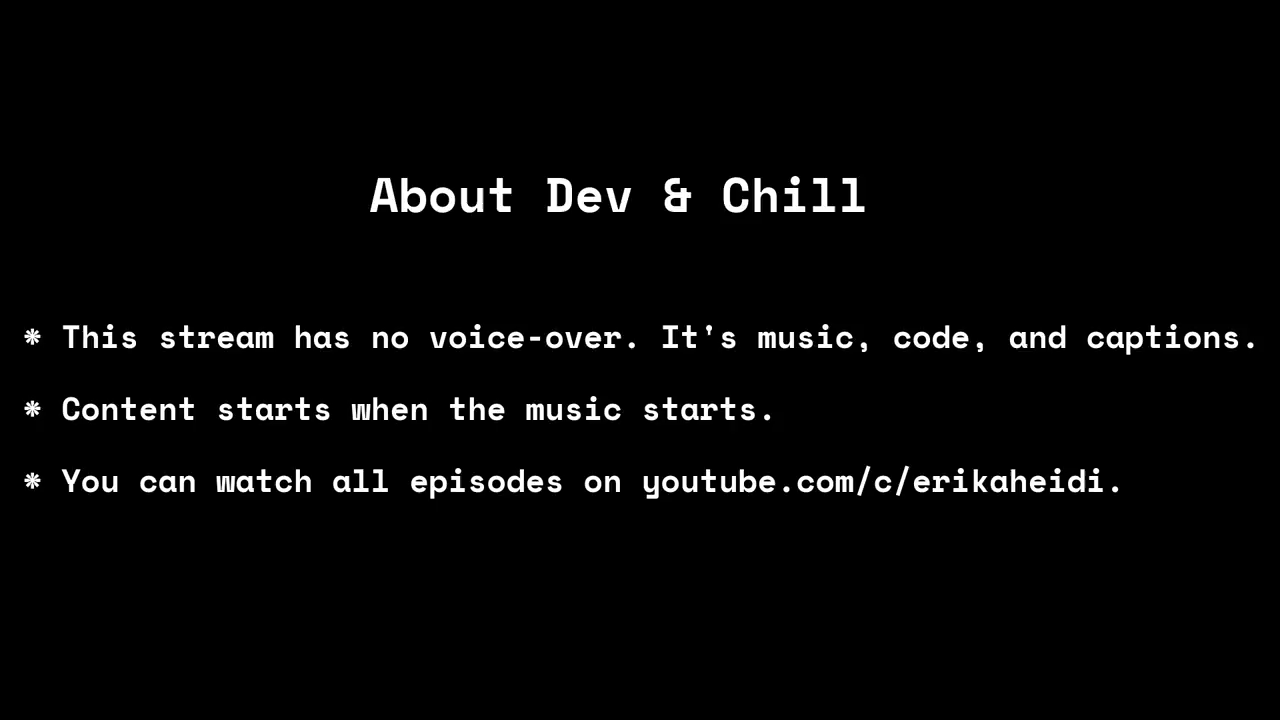 About Dev & Chill
* This stream has no voice-over. It's music, code, and captions.
* Content starts when the music starts.
* You can watch all episodes on youtube.com/c/erikaheidi.